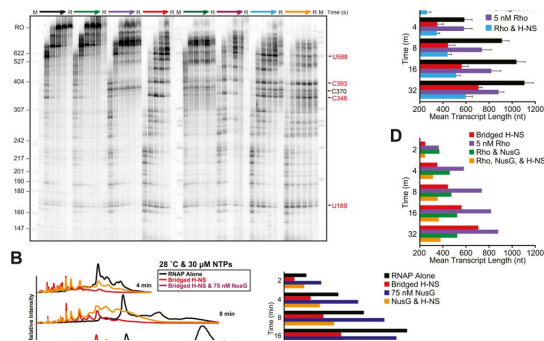 M R R R R R R R R M Time (s)
RO
622
527
404
307
242
217
201
190
180
160
147
U588
C393
C370
C346
U169
Bridged H-NS
5 nM Rho
Rho & H-NS
Time (m)
4
8
16
32
200 400 600 800 1000 1200
Mean Transcript Length (nt)
D
Bridged H-NS
5 nM Rho
Rho & NusG
Rho, NusG, & H-NS
Time (m)
2
4
8
16
32
200 400 600 800 1000 1200
Mean Transcript Length (nt)
B
28 ˚C & 30 µM NTPs
RNAP Alone
Bridged H-NS
Bridged H-NS & 75 nM NusG
4 min
8 min
Relative Intensity
RNAP Alone
Bridged H-NS
75 nM NusG
NusG & H-NS
Time (min)
2
4
8
16